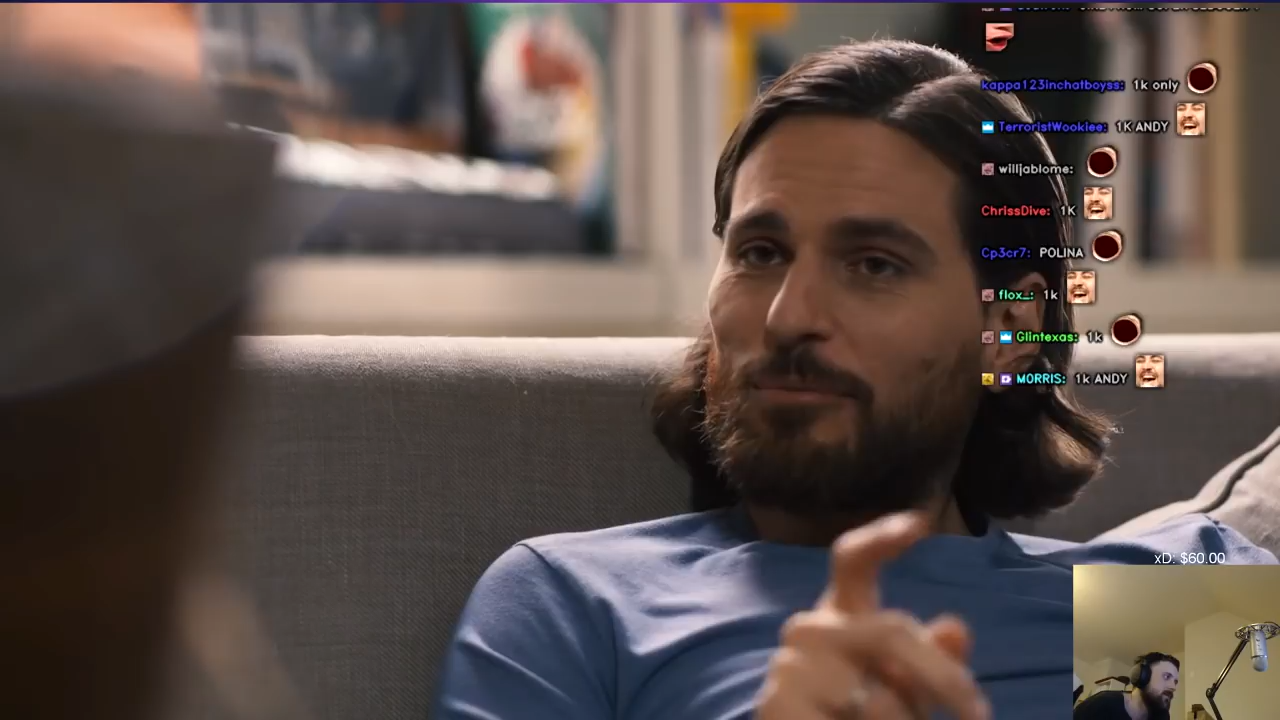 kappa123inchatboyss: 1k only
TerroristWookiee: 1K ANDY
willjablome:
ChrissDive: 1K
Cp3cr7: POLINA
flox_: 1k
Glintexas: 1k
M0RRIS: 1k ANDY
xD: $60.00